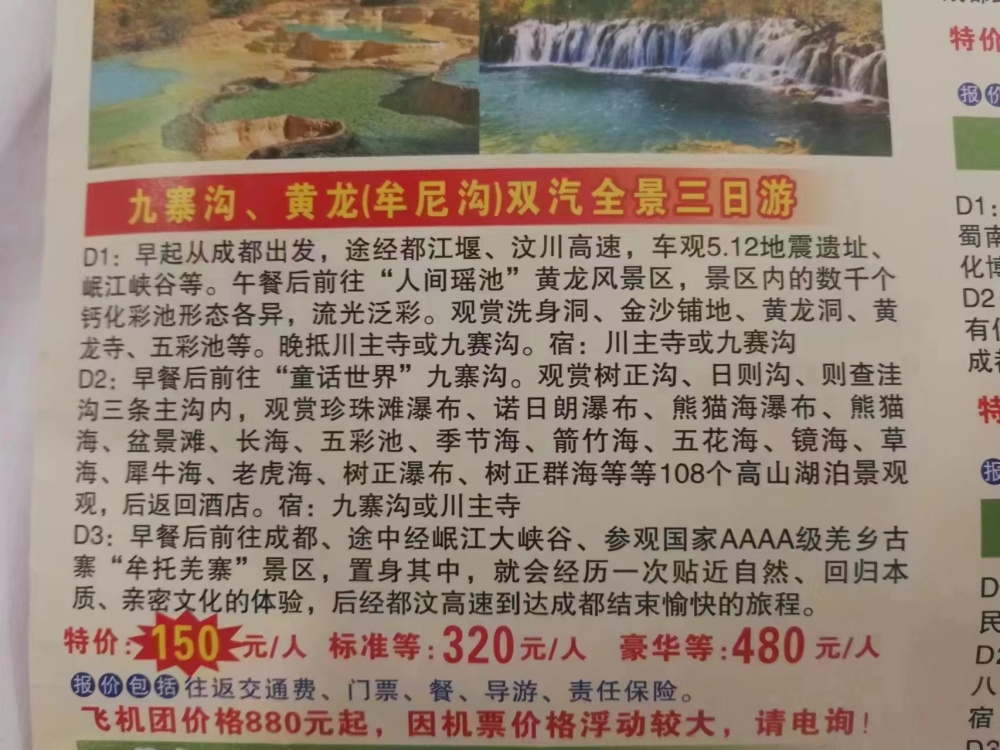 九寨沟、黄龙(牟尼沟)双汽全景三日游
D1：早起从成都出发，途经都江堰、汶川高速，车观5.12地震遗址、
岷江峡谷等。午餐后前往“人间瑶池”黄龙风景区，景区内的数千个
钙化彩池形态各异，流光泛彩。观赏洗身洞、金沙铺地、黄龙洞、黄
龙寺、五彩池等。晚抵川主寺或九赛沟。宿：川主寺或九赛沟
D2：早餐后前往“童话世界”九寨沟。观赏树正沟、日则沟、则查洼
沟三条主沟内，观赏珍珠滩瀑布、诺日朗瀑布、熊猫海瀑布、熊猫
海、盆景滩、长海、五彩池、季节海、箭竹海、五花海、镜海、草
海、犀牛海、老虎海、树正瀑布、树正群海等等108个高山湖泊景观
观，后返回酒店。宿：九寨沟或川主寺
D3：早餐后前往成都、途中经岷江大峡谷、参观国家AAAA级羌乡古
寨“牟托羌寨”景区，置身其中，就会经历一次贴近自然、回归本
质、亲密文化的体验，后经都汶高速到达成都结束愉快的旅程。
特价：150元/人 标准等：320元/人 豪华等：480元/人
报价包括往返交通费、门票、餐、导游、责任保险。
飞机团价格880元起，因机票价格浮动较大，请电询！
特价
报价
D1：
蜀南
化博
D2
有
成都
特
报
D
民
D2
八
宿